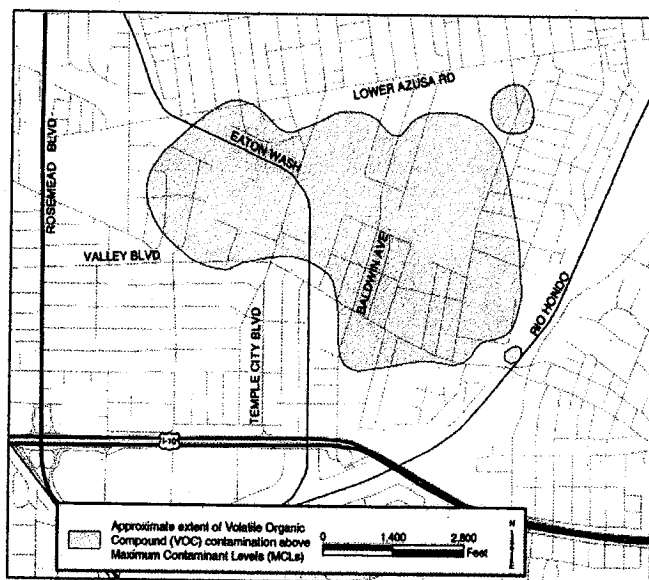 LOWER AZUSA RD
EATON WASH
ROSEMEAD BLVD
VALLEY BLVD
BALDWIN AVE
RIO HONDO
TEMPLE CITY BLVD
I-10
Approximate extent of Volatile Organic
Compound (VOC) contamination above
Maximum Contaminant Levels (MCLs)
0 1,400 2,800
Feet
N